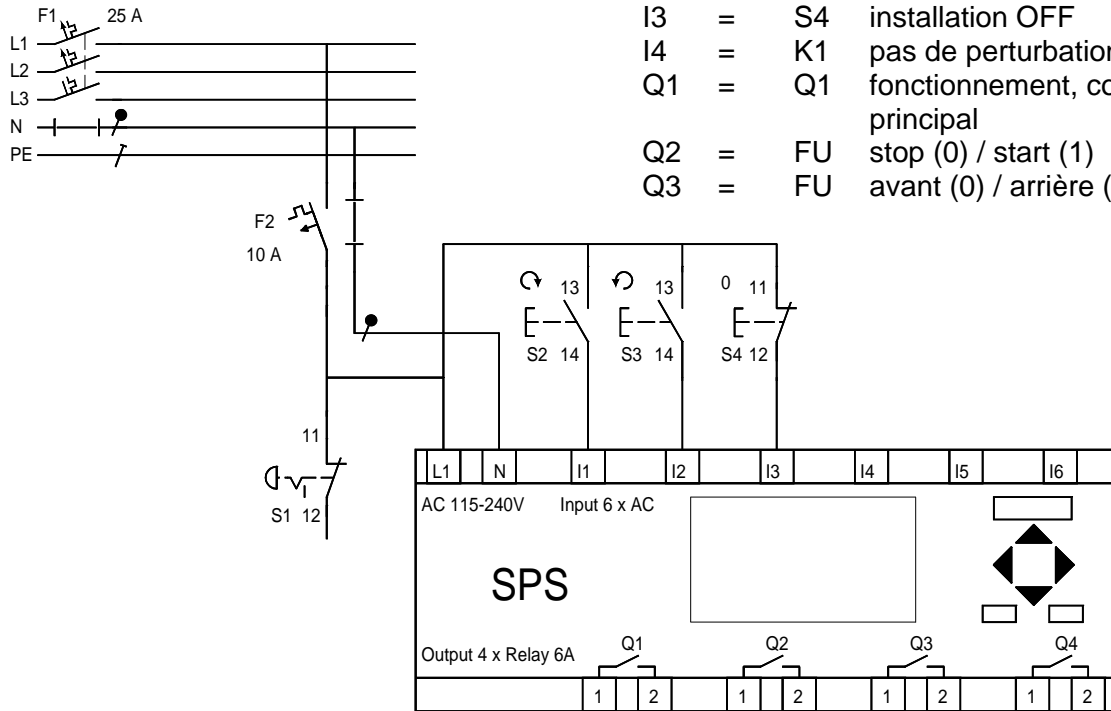 F1 25 A
L1
L2
L3
N
PE
I3 = S4 installation OFF
I4 = K1 pas de perturbation
Q1 = Q1 fonctionnement,
principal
Q2 = FU stop (0) / start (1)
Q3 = FU avant (0) / arrière (
F2
10 A
13 13 0 11
S2 14 S3 14 S4 12
11
S1 12
L1 N I1 I2 I3 I4 I5 I6
AC 115-240V Input 6 x AC
SPS
Output 4 x Relay 6A Q1 Q2 Q3 Q4
1 2 1 2 1 2 1 2